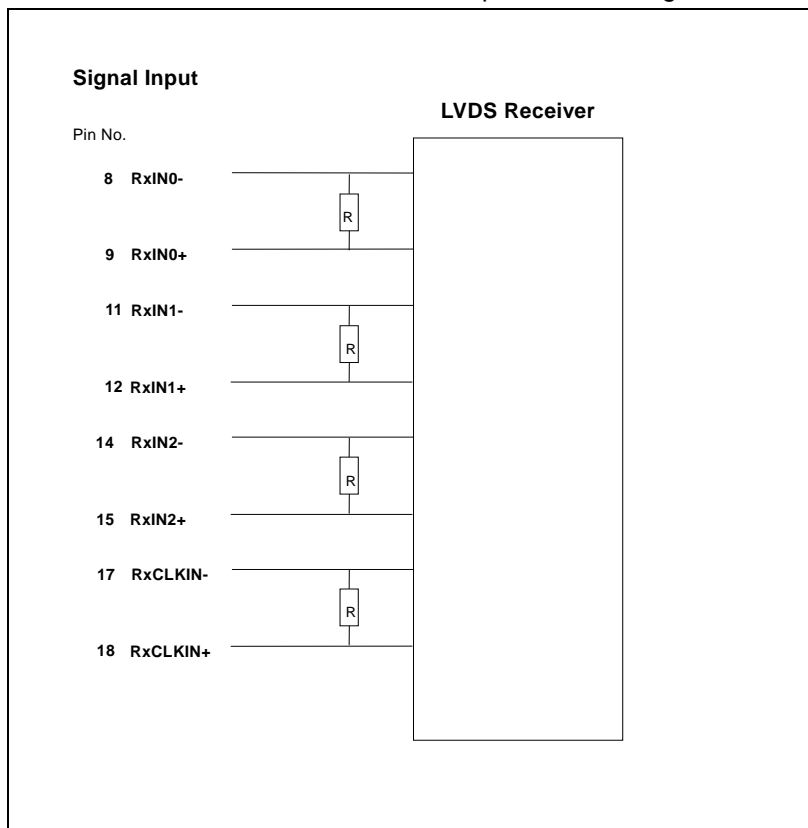 Signal Input
LVDS Receiver
Pin No.
8 RxIN0-
R
9 RxIN0+
11 RxIN1-
R
12 RxIN1+
14 RxIN2-
R
15 RxIN2+
17 RxCLKIN-
R
18 RxCLKIN+